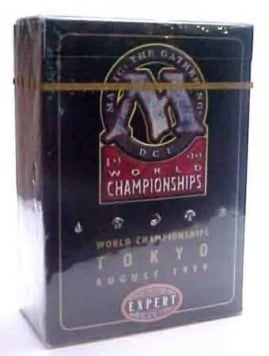 MAGIC: THE GATHERING
M
DCI
1999
WORLD
CHAMPIONSHIPS
WORLD CHAMPIONSHIPS
TOKYO
AUGUST 1999
EXPERT